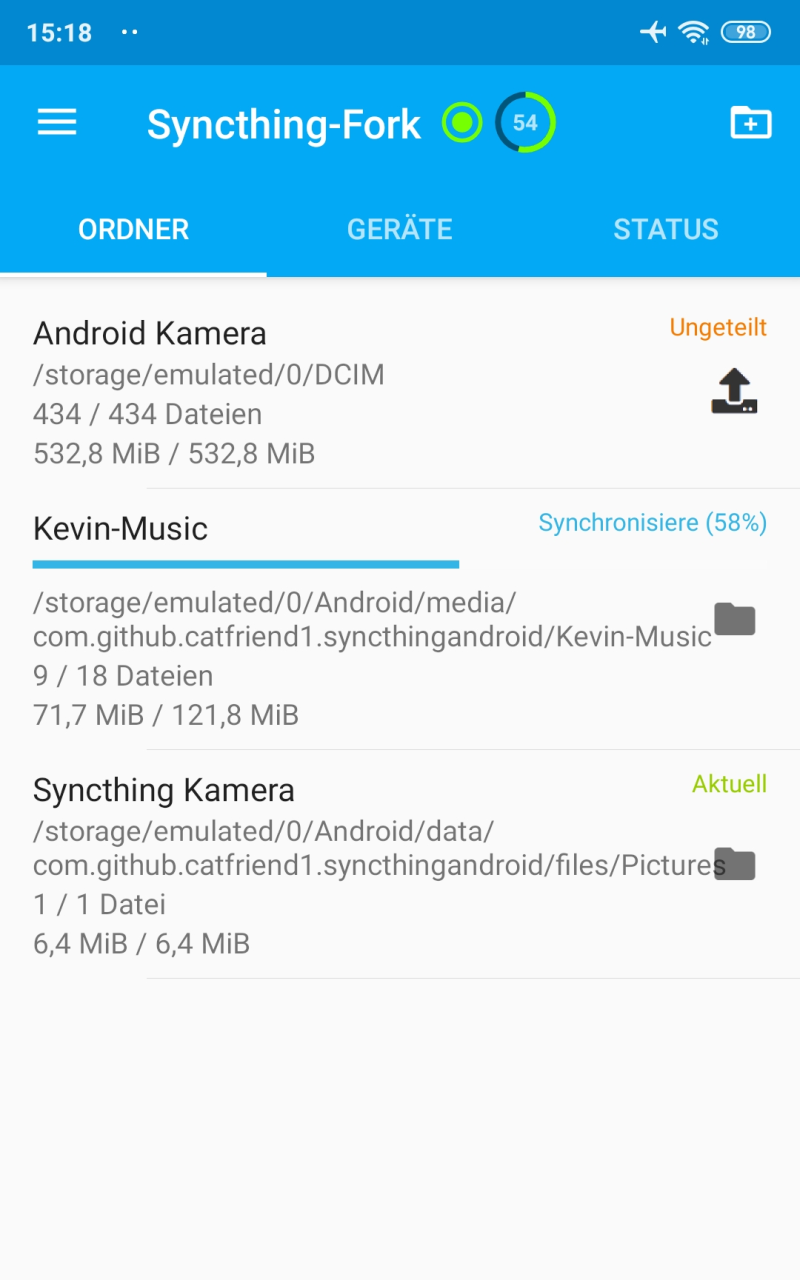 15:18
98
Syncthing-Fork
54
ORDNER
GERÄTE
STATUS
Android Kamera
Ungeteilt
/storage/emulated/0/DCIM
434 / 434 Dateien
532,8 MiB / 532,8 MiB
Kevin-Music
Synchronisiere (58%)
/storage/emulated/0/Android/media/
com.github.catfriend1.syncthingandroid/Kevin-Music
9 / 18 Dateien
71,7 MiB / 121,8 MiB
Syncthing Kamera
Aktuell
/storage/emulated/0/Android/data/
com.github.catfriend1.syncthingandroid/files/Pictures
1 / 1 Datei
6,4 MiB / 6,4 MiB